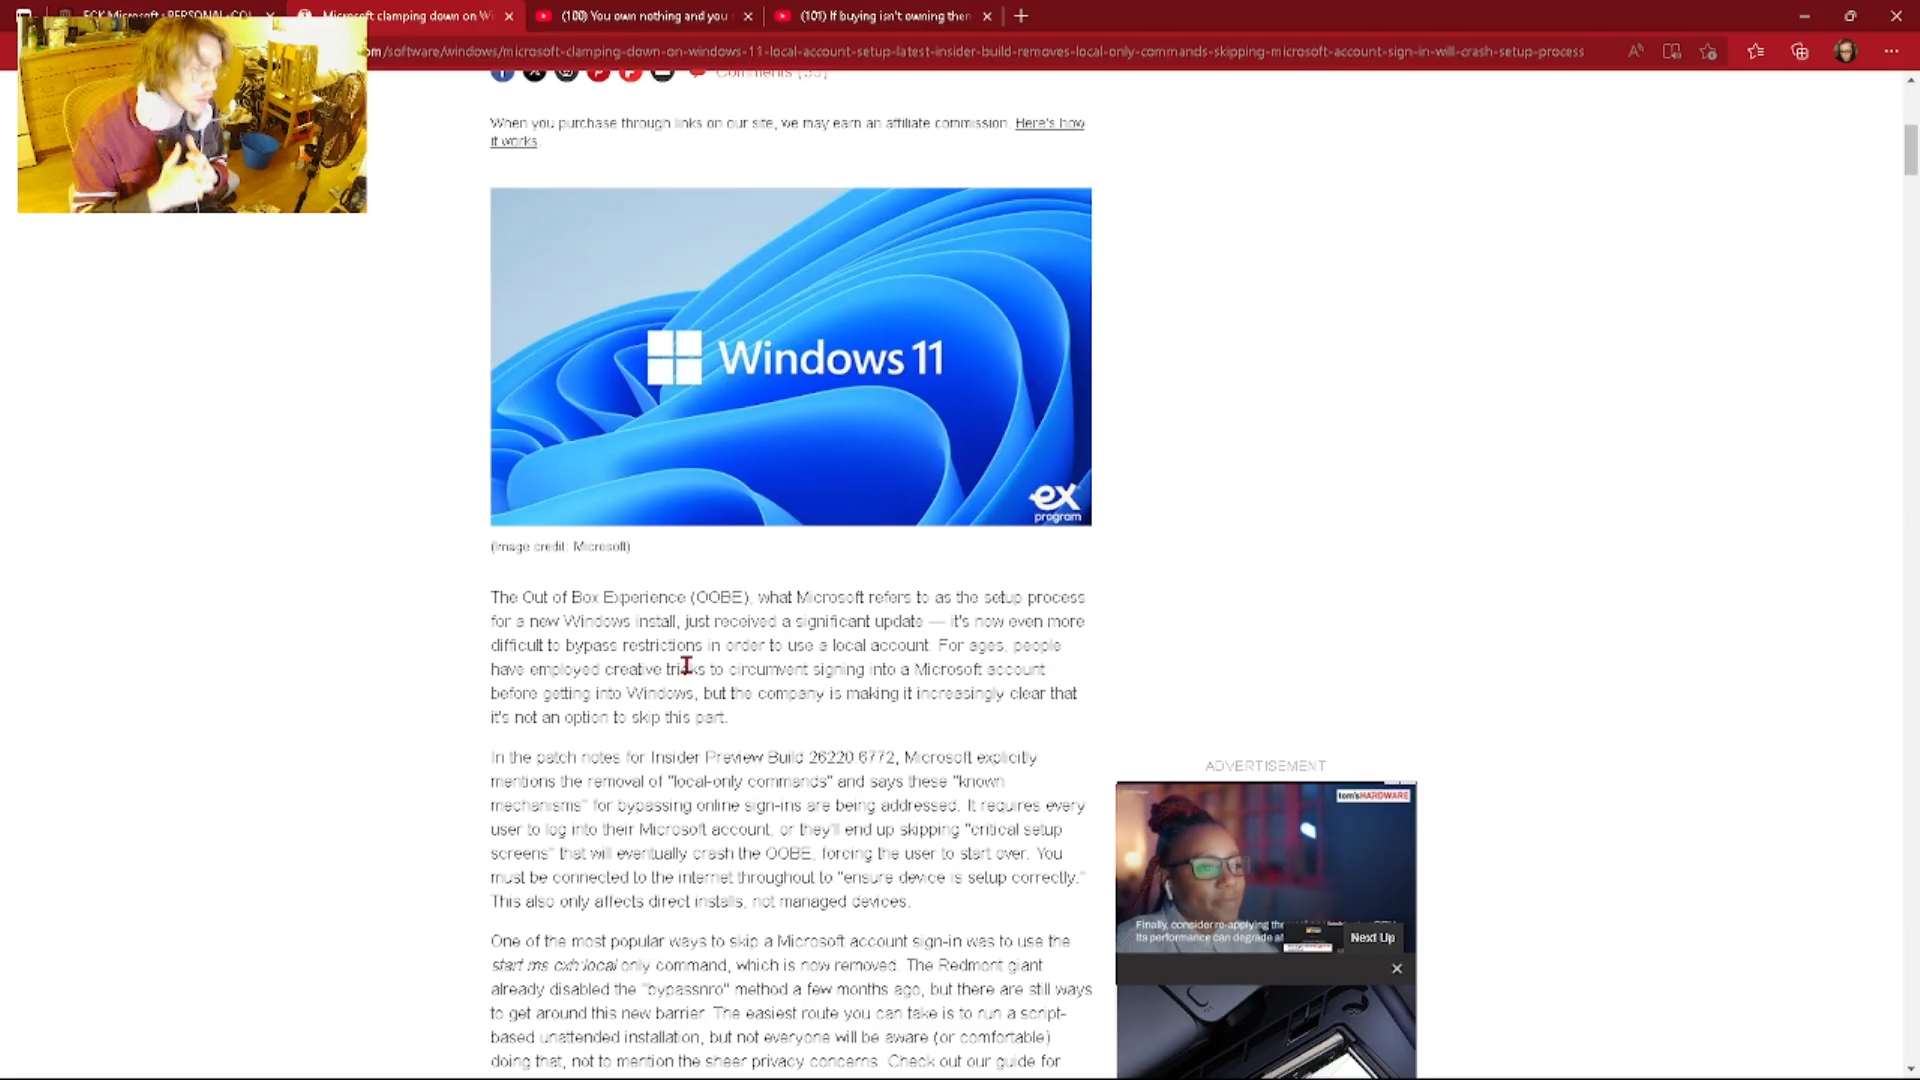 Microsoft clamping down on Wi
(100) You own nothing and you
(101) If buying isn't owning then
om/software/windows/microsoft-clamping-down-on-windows-11-local-account-setup-latest-insider-build-removes-local-only-commands-skipping-microsoft-account-sign-in-will-crash-setup-process
When you purchase through links on our site, we may earn an affiliate commission. Here's how
it works.
Windows 11
ex
program
(Image credit: Microsoft)
The Out of Box Experience (OOBE), what Microsoft refers to as the setup process
for a new Windows install, just received a significant update — it's now even more
difficult to bypass restrictions in order to use a local account. For ages, people
have employed creative tricks to circumvent signing into a Microsoft account
before getting into Windows, but the company is making it increasingly clear that
it's not an option to skip this part.
In the patch notes for Insider Preview Build 26220.6772, Microsoft explicitly
mentions the removal of "local-only commands" and says these "known
mechanisms" for bypassing online sign-ins are being addressed. It requires every
user to log into their Microsoft account, or they'll end up skipping "critical setup
screens" that will eventually crash the OOBE, forcing the user to start over. You
must be connected to the internet throughout to "ensure device is setup correctly."
This also only affects direct installs, not managed devices.
One of the most popular ways to skip a Microsoft account sign-in was to use the
start ms cxh:local only command, which is now removed. The Redmont giant
already disabled the "bypassnro" method a few months ago, but there are still ways
to get around this new barrier. The easiest route you can take is to run a script-
based unattended installation, but not everyone will be aware (or comfortable)
doing that, not to mention the sheer privacy concerns. Check out our guide for
ADVERTISEMENT
tom'sHARDWARE
Finally, consider re-applying the
Its performance can degrade af
Next Up